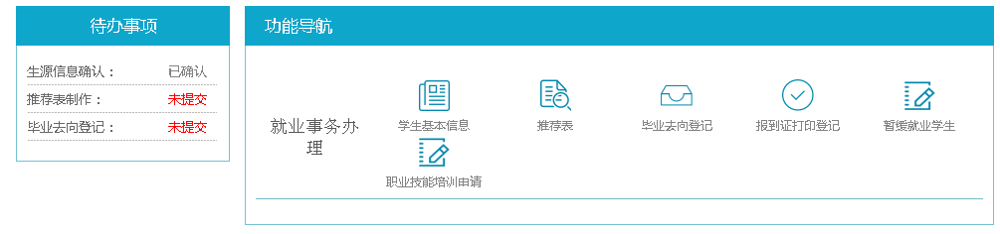 待办事项
生源信息确认： 已确认
推荐表制作： 未提交
毕业去向登记： 未提交
功能导航
就业事务办
理
学生基本信息 推荐表 毕业去向登记 报到证打印登记 暂缓就业学生
职业技能培训申请